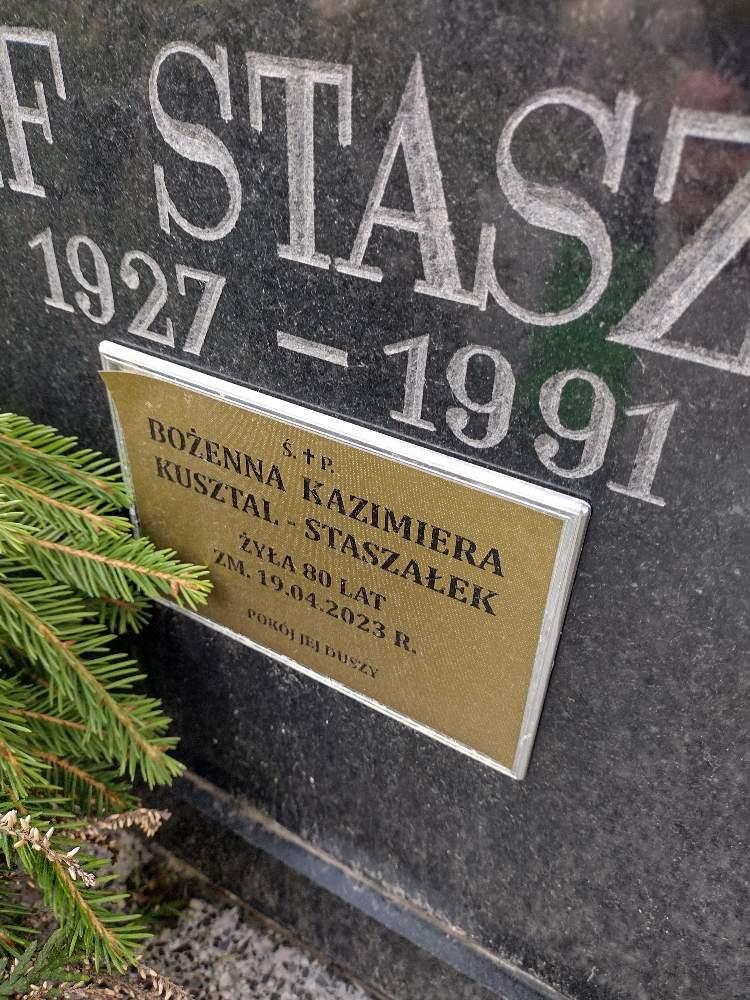 F STASZ
1927 – 1991
Ś.✝P.
BOŻENNA KAZIMIERA
KUSZTAL - STASZAŁEK
ŻYŁA 80 LAT
ZM. 19.04.2023 R.
POKÓJ JEJ DUSZY